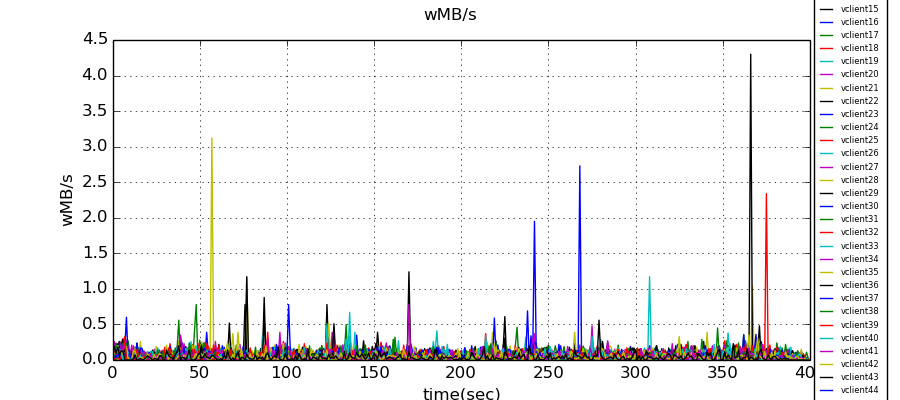 wMB/s
4.5
4.0
3.5
3.0
2.5
2.0
1.5
1.0
0.5
0.0
wMB/s
0 50 100 150 200 250 300 350 40
time(sec)
vclient15
vclient16
vclient17
vclient18
vclient19
vclient20
vclient21
vclient22
vclient23
vclient24
vclient25
vclient26
vclient27
vclient28
vclient29
vclient30
vclient31
vclient32
vclient33
vclient34
vclient35
vclient36
vclient37
vclient38
vclient39
vclient40
vclient41
vclient42
vclient43
vclient44